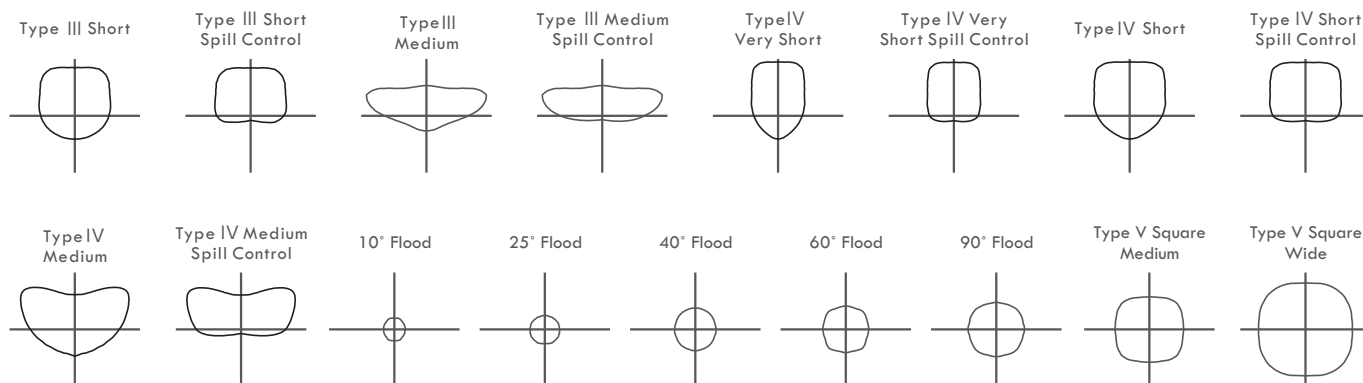 Type III Short
Type III Short
Spill Control
Type III
Medium
Type III Medium
Spill Control
Type IV
Very Short
Type IV Very
Short Spill Control
Type IV Short
Type IV Short
Spill Control
Type IV
Medium
Type IV Medium
Spill Control
10° Flood
25° Flood
40° Flood
60° Flood
90° Flood
Type V Square
Medium
Type V Square
Wide